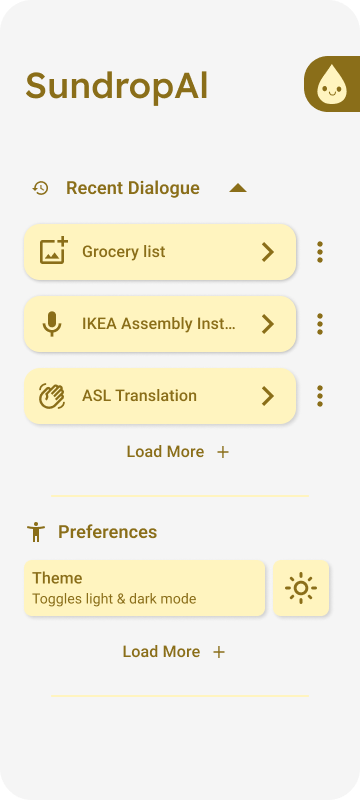 SundropAI
Recent Dialogue
Grocery list
IKEA Assembly Inst...
ASL Translation
Load More +
Preferences
Theme
Toggles light & dark mode
Load More +